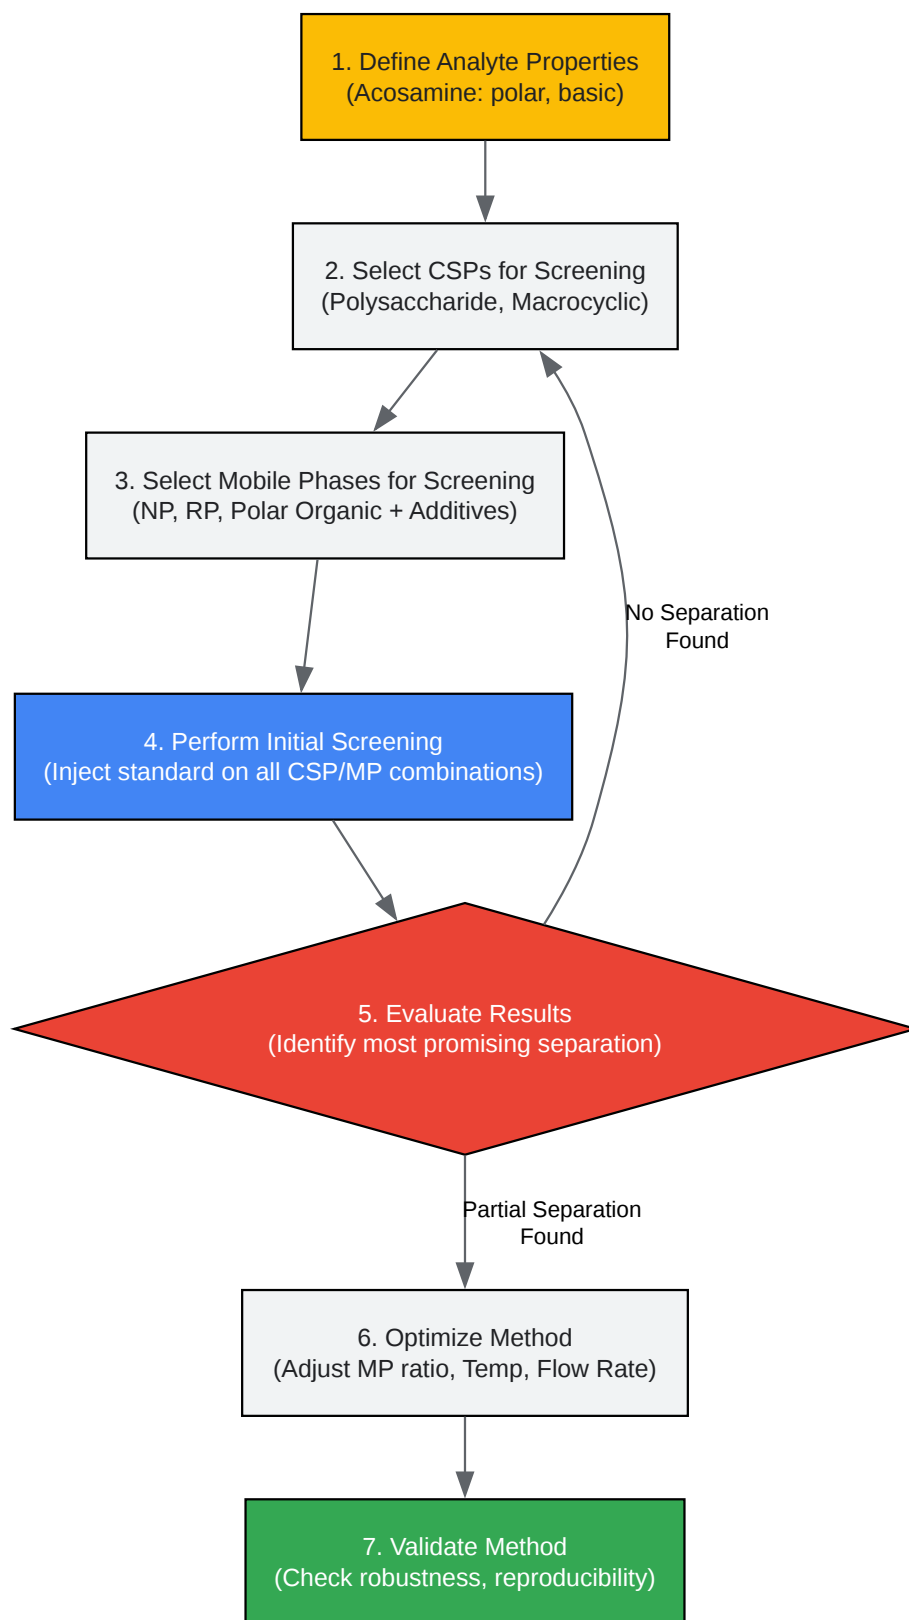 1. Define Analyte Properties
(Acosamine: polar, basic)
2. Select CSPs for Screening
(Polysaccharide, Macrocyclic)
3. Select Mobile Phases for Screening
(NP, RP, Polar Organic + Additives)
No Separation
Found
4. Perform Initial Screening
(Inject standard on all CSP/MP combinations)
5. Evaluate Results
(Identify most promising separation)
Partial Separation
Found
6. Optimize Method
(Adjust MP ratio, Temp, Flow Rate)
7. Validate Method
(Check robustness, reproducibility)